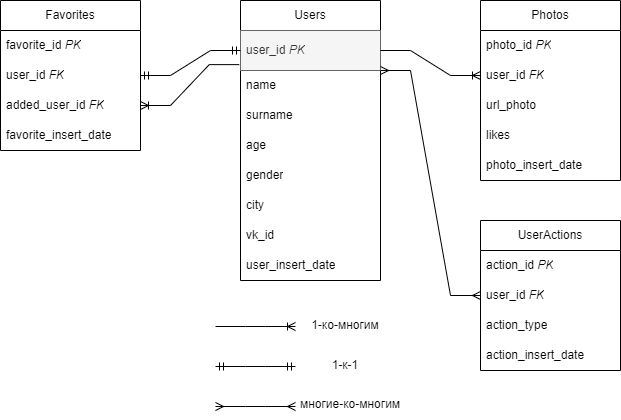 Favorites
favorite_id PK
user_id FK
added_user_id FK
favorite_insert_date
Users
user_id PK
name
surname
age
gender
city
vk_id
user_insert_date
Photos
photo_id PK
user_id FK
url_photo
likes
photo_insert_date
UserActions
action_id PK
user_id FK
action_type
action_insert_date
1-ко-многим
1-к-1
многие-ко-многим